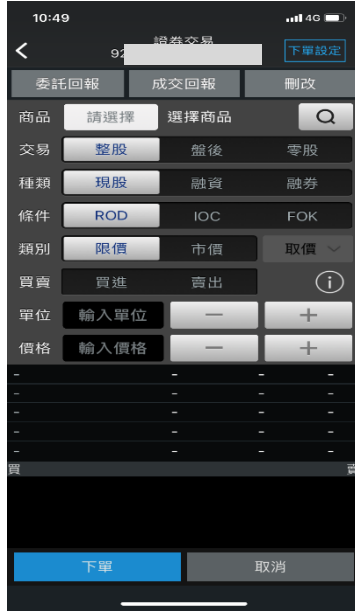 10:49 4G
證券交易
92 下單設定
委託回報 成交回報 刪改
商品 請選擇 選擇商品
交易 整股 盤後 零股
種類 現股 融資 融券
條件 ROD IOC FOK
類別 限價 市價 取價
買賣 買進 賣出
單位 輸入單位 － ＋
價格 輸入價格 － ＋
- - - -
- - - -
- - - -
- - - -
- - - -
買 賣
下單 取消